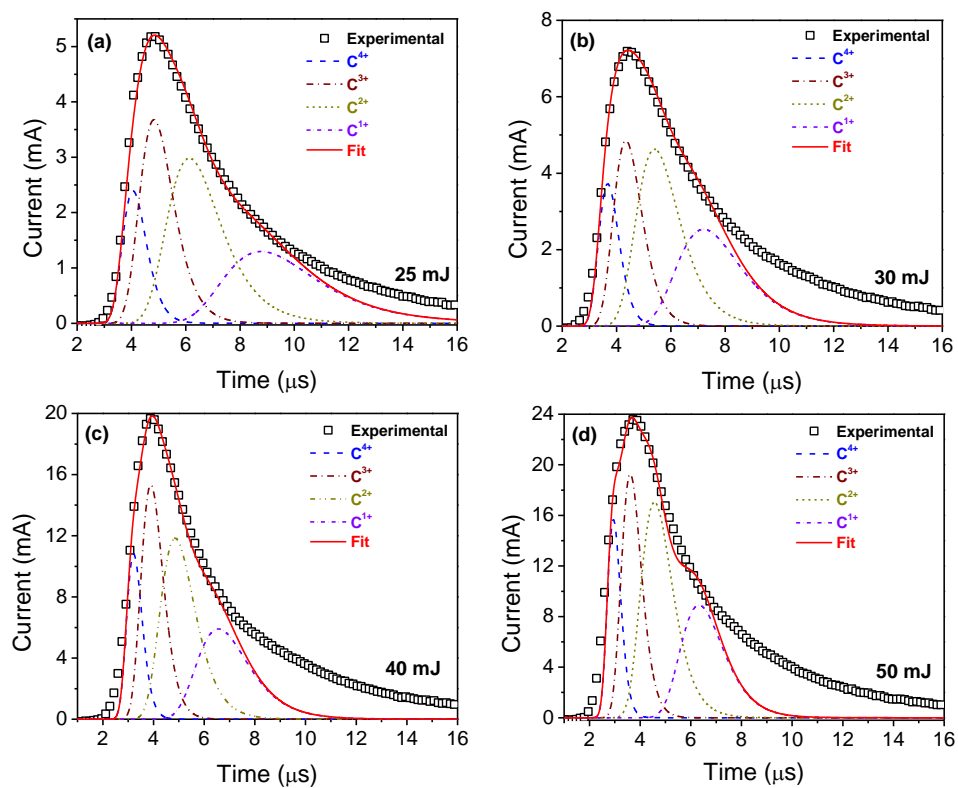 (a)
Experimental
C⁴⁺
C³⁺
C²⁺
C¹⁺
Fit
25 mJ
Current (mA)
0
1
2
3
4
5
2 4 6 8 10 12 14 16
Time (μs)
(b)
Experimental
C⁴⁺
C³⁺
C²⁺
C¹⁺
Fit
30 mJ
Current (mA)
0
2
4
6
8
2 4 6 8 10 12 14 16
Time (μs)
(c)
Experimental
C⁴⁺
C³⁺
C²⁺
C¹⁺
Fit
40 mJ
Current (mA)
0
4
8
12
16
20
2 4 6 8 10 12 14 16
Time (μs)
(d)
Experimental
C⁴⁺
C³⁺
C²⁺
C¹⁺
Fit
50 mJ
Current (mA)
0
4
8
12
16
20
24
2 4 6 8 10 12 14 16
Time (μs)